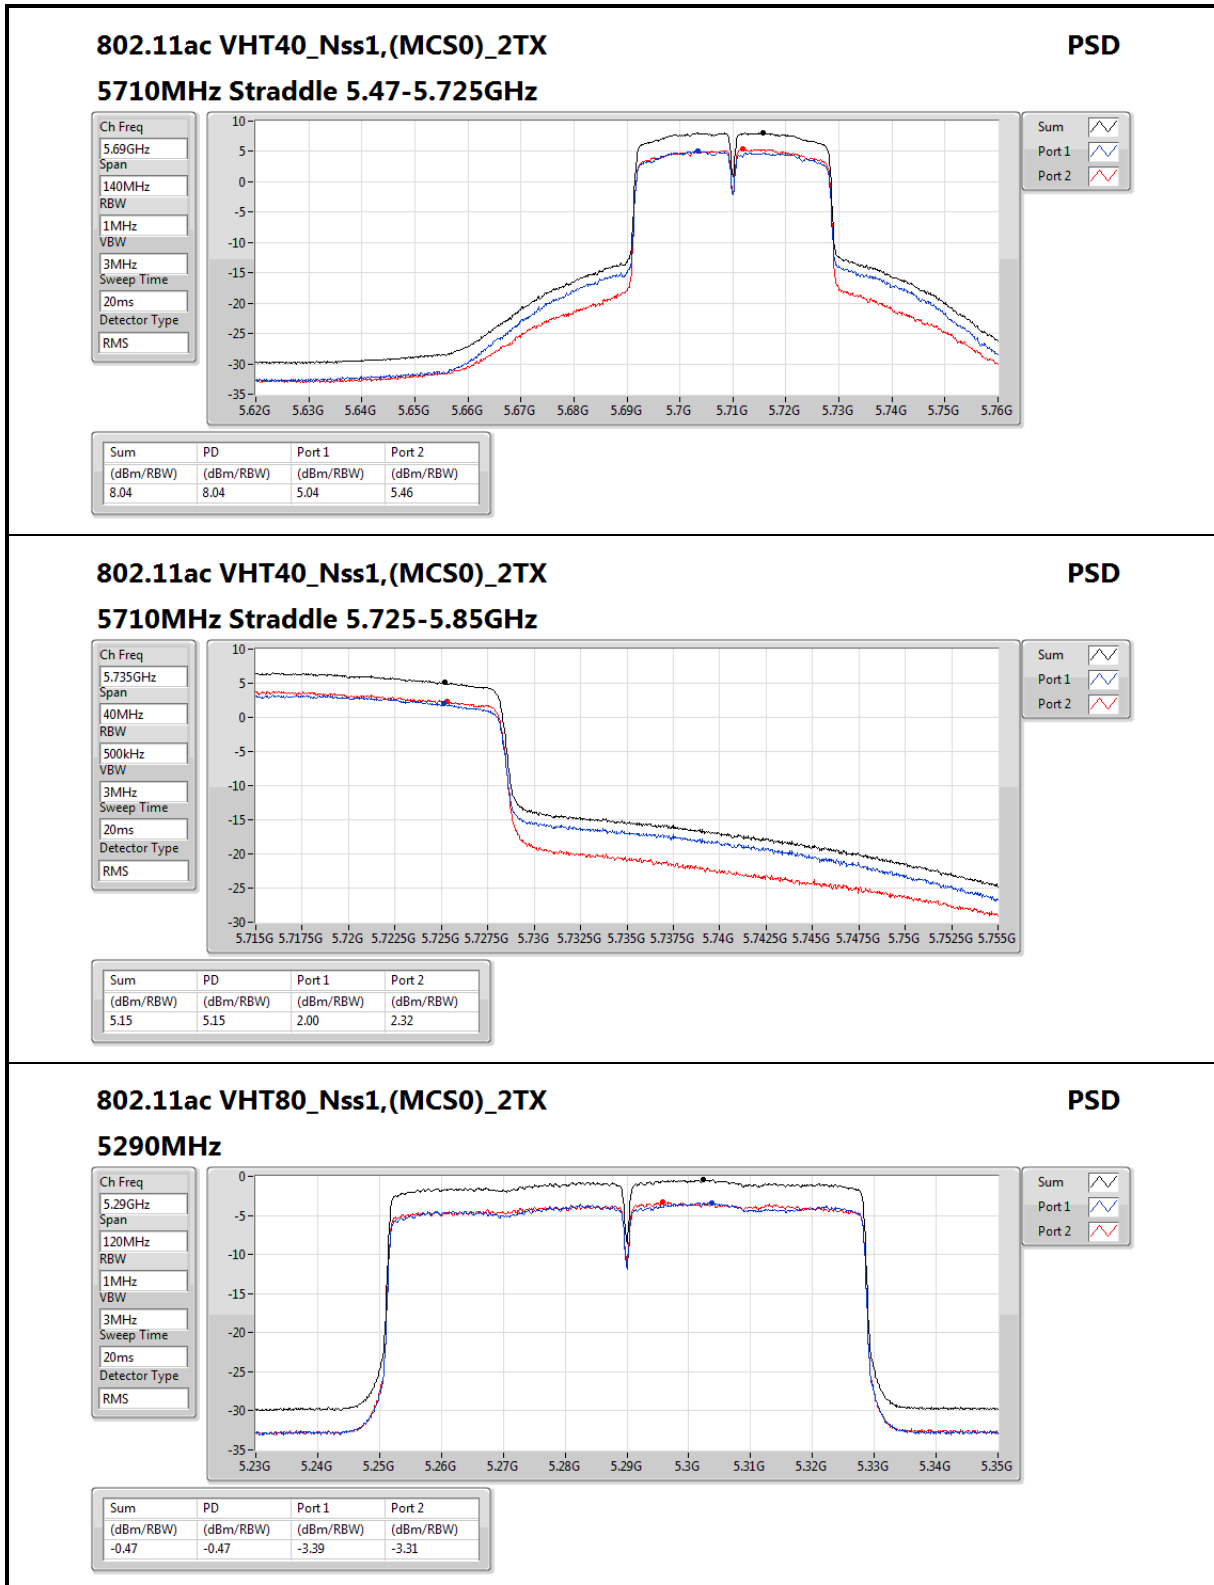 802.11ac VHT40_Nss1,(MCS0)_2TX PSD
5710MHz Straddle 5.47-5.725GHz
Ch Freq
5.69GHz
Span
140MHz
RBW
1MHz
VBW
3MHz
Sweep Time
20ms
Detector Type
RMS
10
5
0
-5
-10
-15
-20
-25
-30
-35
5.62G 5.63G 5.64G 5.65G 5.66G 5.67G 5.68G 5.69G 5.7G 5.71G 5.72G 5.73G 5.74G 5.75G 5.76G
Sum
Port 1
Port 2
Sum PD Port 1 Port 2
(dBm/RBW) (dBm/RBW) (dBm/RBW) (dBm/RBW)
8.04 8.04 5.04 5.46
802.11ac VHT40_Nss1,(MCS0)_2TX PSD
5710MHz Straddle 5.725-5.85GHz
Ch Freq
5.735GHz
Span
40MHz
RBW
500kHz
VBW
3MHz
Sweep Time
20ms
Detector Type
RMS
10
5
0
-5
-10
-15
-20
-25
-30
5.715G 5.7175G 5.72G 5.7225G 5.725G 5.7275G 5.73G 5.7325G 5.735G 5.7375G 5.74G 5.7425G 5.745G 5.7475G 5.75G 5.7525G 5.755G
Sum
Port 1
Port 2
Sum PD Port 1 Port 2
(dBm/RBW) (dBm/RBW) (dBm/RBW) (dBm/RBW)
5.15 5.15 2.00 2.32
802.11ac VHT80_Nss1,(MCS0)_2TX PSD
5290MHz
Ch Freq
5.29GHz
Span
120MHz
RBW
1MHz
VBW
3MHz
Sweep Time
20ms
Detector Type
RMS
0
-5
-10
-15
-20
-25
-30
-35
5.23G 5.24G 5.25G 5.26G 5.27G 5.28G 5.29G 5.3G 5.31G 5.32G 5.33G 5.34G 5.35G
Sum
Port 1
Port 2
Sum PD Port 1 Port 2
(dBm/RBW) (dBm/RBW) (dBm/RBW) (dBm/RBW)
-0.47 -0.47 -3.39 -3.31